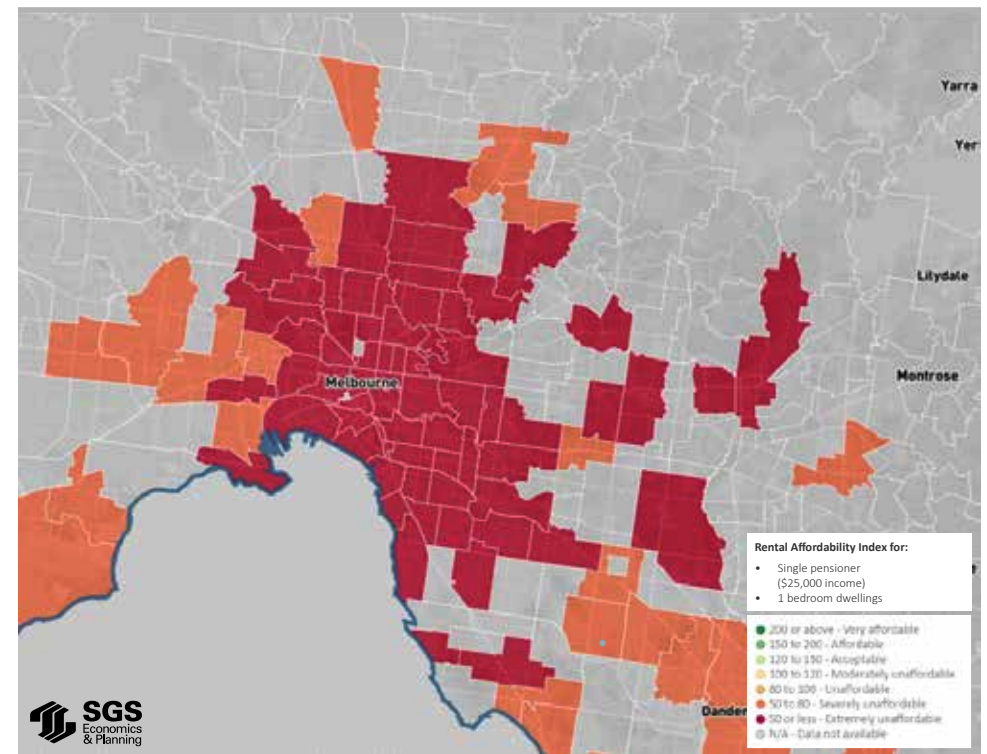 Yarra
Yer
Lilydale
Montrose
Melbourne
Rental Affordability Index for:
• Single pensioner
($25,000 income)
• 1 bedroom dwellings
200 or above - Very affordable
150 to 200 - Affordable
120 to 150 - Acceptable
100 to 120 - Moderately unaffordable
80 to 100 - Unaffordable
50 to 80 - Severely unaffordable
50 or less - Extremely unaffordable
N/A - Data not available
Danden
SGS
Economics
& Planning